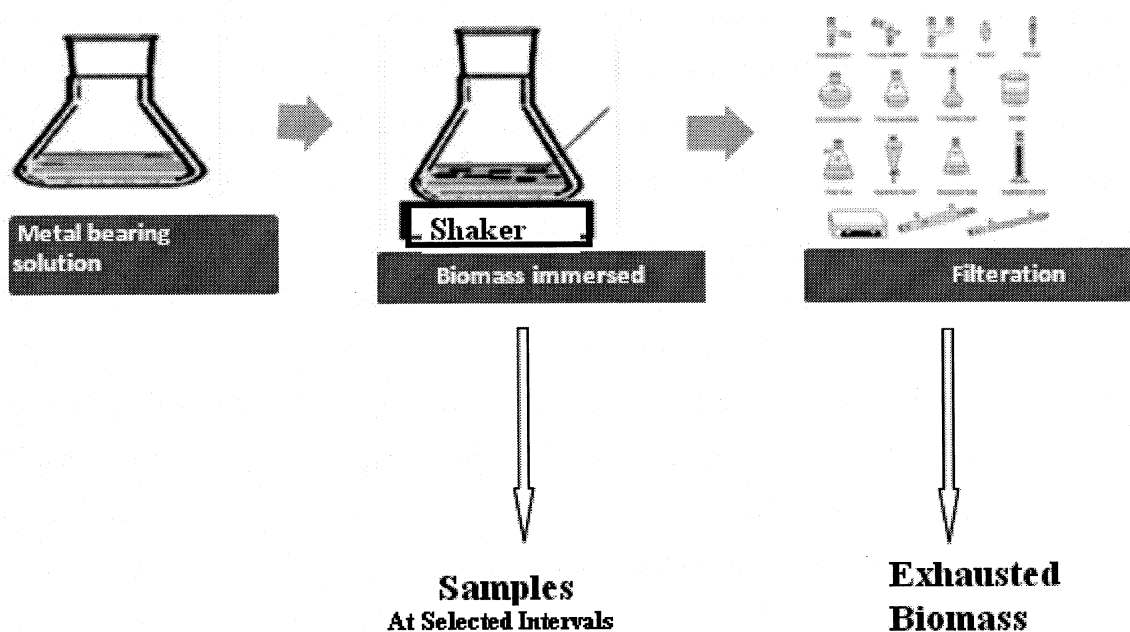 Metal bearing
solution
Shaker
Biomass immersed
Filteration
Samples
At Selected Intervals
Exhausted
Biomass